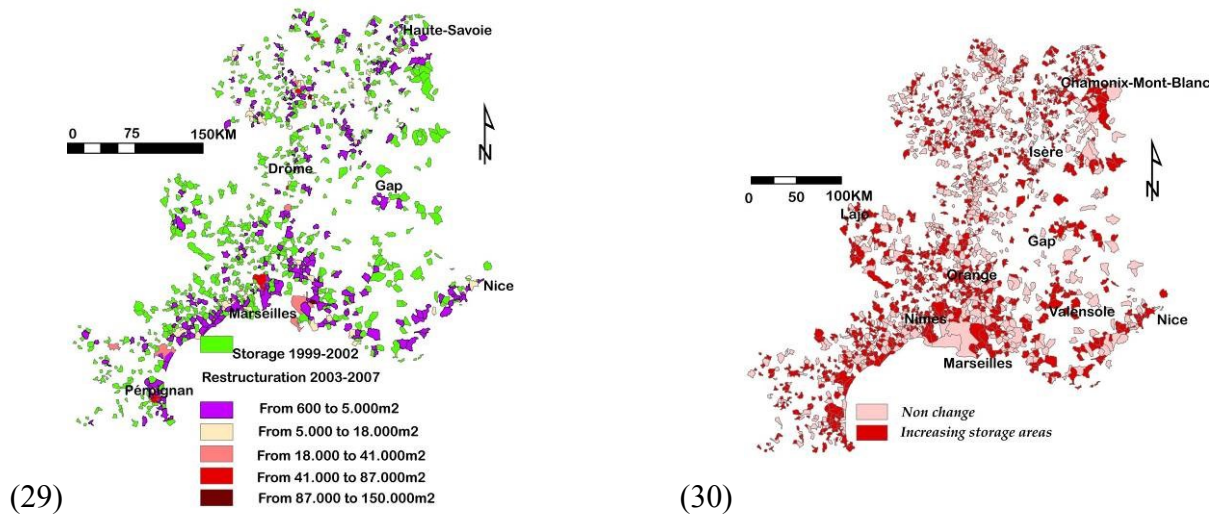 Haute-Savoie
0 75 150KM
N
Drôme
Gap
Nice
Marseilles
Storage 1999-2002
Restructuration 2003-2007
Pérpignan
From 600 to 5.000m2
From 5.000 to 18.000m2
From 18.000 to 41.000m2
From 41.000 to 87.000m2
From 87.000 to 150.000m2
(29)
Chamonix-Mont-Blanc
Isère
N
0 50 100KM
Lajo
Gap
Orange
Nimes
Valensole
Nice
Marseilles
Non change
Increasing storage areas
(30)